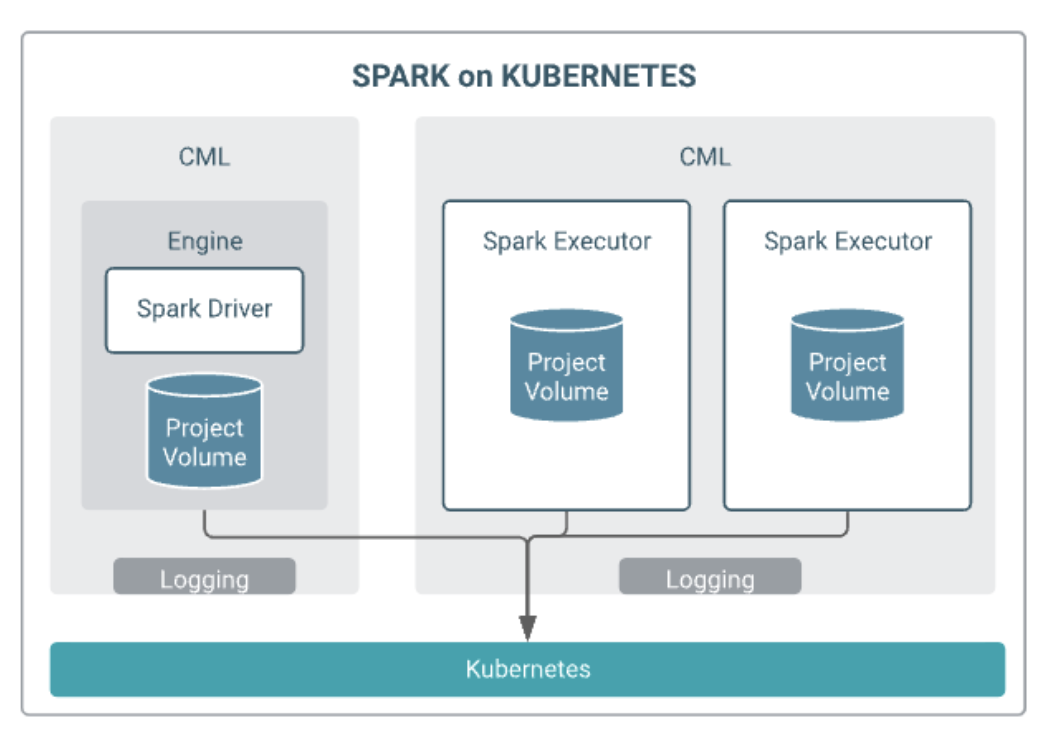 SPARK on KUBERNETES
CML
Engine
Spark Driver
Project
Volume
Logging
CML
Spark Executor
Project
Volume
Spark Executor
Project
Volume
Logging
Kubernetes